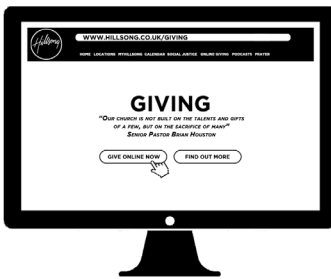 Hillsong
WWW.HILLSONG.CO.UK/GIVING
HOME LOCATIONS MYHILLSONG CALENDAR SOCIAL JUSTICE ONLINE GIVING PODCASTS PRAYER
GIVING
"OUR CHURCH IS NOT BUILT ON THE TALENTS AND GIFTS
OF A FEW, BUT ON THE SACRIFICE OF MANY"
SENIOR PASTOR BRIAN HOUSTON
GIVE ONLINE NOW FIND OUT MORE